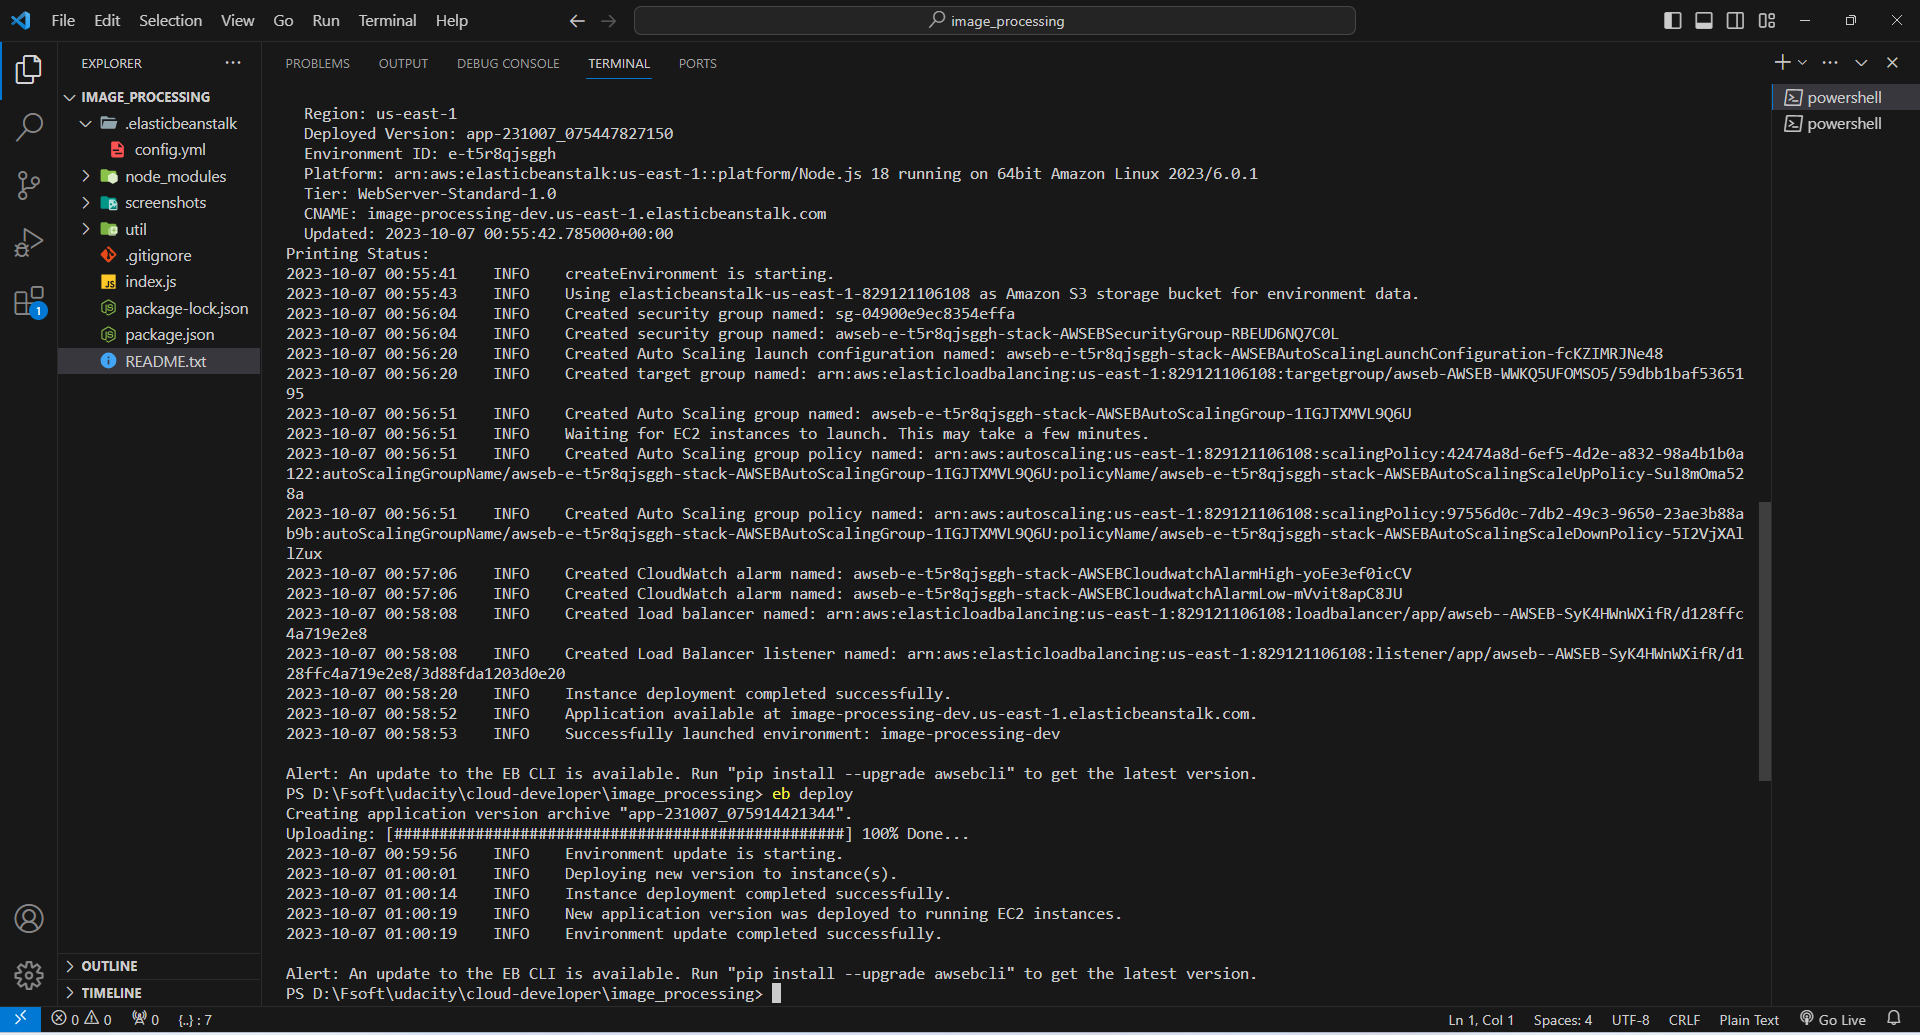 File Edit Selection View Go Run Terminal Help
image_processing
EXPLORER
IMAGE_PROCESSING
.elasticbeanstalk
config.yml
node_modules
screenshots
util
.gitignore
JS index.js
package-lock.json
package.json
README.txt
1
OUTLINE
TIMELINE
PROBLEMS OUTPUT DEBUG CONSOLE TERMINAL PORTS
powershell
powershell
Region: us-east-1
Deployed Version: app-231007_075447827150
Environment ID: e-t5r8qjsggh
Platform: arn:aws:elasticbeanstalk:us-east-1::platform/Node.js 18 running on 64bit Amazon Linux 2023/6.0.1
Tier: WebServer-Standard-1.0
CNAME: image-processing-dev.us-east-1.elasticbeanstalk.com
Updated: 2023-10-07 00:55:42.785000+00:00
Printing Status:
2023-10-07 00:55:41    INFO    createEnvironment is starting.
2023-10-07 00:55:43    INFO    Using elasticbeanstalk-us-east-1-829121106108 as Amazon S3 storage bucket for environment data.
2023-10-07 00:56:04    INFO    Created security group named: sg-04900e9ec8354effa
2023-10-07 00:56:04    INFO    Created security group named: awseb-e-t5r8qjsggh-stack-AWSEBSecurityGroup-RBEUD6NQ7C0L
2023-10-07 00:56:20    INFO    Created Auto Scaling launch configuration named: awseb-e-t5r8qjsggh-stack-AWSEBAutoScalingLaunchConfiguration-fcKZIMRJNe48
2023-10-07 00:56:20    INFO    Created target group named: arn:aws:elasticloadbalancing:us-east-1:829121106108:targetgroup/awseb-AWSEB-WWKQ5UFOMSO5/59dbb1baf53651
95
2023-10-07 00:56:51    INFO    Created Auto Scaling group named: awseb-e-t5r8qjsggh-stack-AWSEBAutoScalingGroup-1IGJTXMVL9Q6U
2023-10-07 00:56:51    INFO    Waiting for EC2 instances to launch. This may take a few minutes.
2023-10-07 00:56:51    INFO    Created Auto Scaling group policy named: arn:aws:autoscaling:us-east-1:829121106108:scalingPolicy:42474a8d-6ef5-4d2e-a832-98a4b1b0a
122:autoScalingGroupName/awseb-e-t5r8qjsggh-stack-AWSEBAutoScalingGroup-1IGJTXMVL9Q6U:policyName/awseb-e-t5r8qjsggh-stack-AWSEBAutoScalingScaleUpPolicy-Sul8mOma52
8a
2023-10-07 00:56:51    INFO    Created Auto Scaling group policy named: arn:aws:autoscaling:us-east-1:829121106108:scalingPolicy:97556d0c-7db2-49c3-9650-23ae3b88a
b9b:autoScalingGroupName/awseb-e-t5r8qjsggh-stack-AWSEBAutoScalingGroup-1IGJTXMVL9Q6U:policyName/awseb-e-t5r8qjsggh-stack-AWSEBAutoScalingScaleDownPolicy-5I2VjXAl
lZux
2023-10-07 00:57:06    INFO    Created CloudWatch alarm named: awseb-e-t5r8qjsggh-stack-AWSEBCloudwatchAlarmHigh-yoEe3ef0icCV
2023-10-07 00:57:06    INFO    Created CloudWatch alarm named: awseb-e-t5r8qjsggh-stack-AWSEBCloudwatchAlarmLow-mVvit8apC8JU
2023-10-07 00:58:08    INFO    Created load balancer named: arn:aws:elasticloadbalancing:us-east-1:829121106108:loadbalancer/app/awseb--AWSEB-SyK4HWnWXifR/d128ffc
4a719e2e8
2023-10-07 00:58:08    INFO    Created Load Balancer listener named: arn:aws:elasticloadbalancing:us-east-1:829121106108:listener/app/awseb--AWSEB-SyK4HWnWXifR/d1
28ffc4a719e2e8/3d88fda1203d0e20
2023-10-07 00:58:20    INFO    Instance deployment completed successfully.
2023-10-07 00:58:52    INFO    Application available at image-processing-dev.us-east-1.elasticbeanstalk.com.
2023-10-07 00:58:53    INFO    Successfully launched environment: image-processing-dev
Alert: An update to the EB CLI is available. Run "pip install --upgrade awsebcli" to get the latest version.
PS D:\Fsoft\udacity\cloud-developer\image_processing> eb deploy
Creating application version archive "app-231007_075914421344".
Uploading: [##################################################] 100% Done...
2023-10-07 00:59:56    INFO    Environment update is starting.
2023-10-07 01:00:01    INFO    Deploying new version to instance(s).
2023-10-07 01:00:14    INFO    Instance deployment completed successfully.
2023-10-07 01:00:19    INFO    New application version was deployed to running EC2 instances.
2023-10-07 01:00:19    INFO    Environment update completed successfully.
Alert: An update to the EB CLI is available. Run "pip install --upgrade awsebcli" to get the latest version.
PS D:\Fsoft\udacity\cloud-developer\image_processing>
0 0 0 {..} : 7 Ln 1, Col 1 Spaces: 4 UTF-8 CRLF Plain Text Go Live